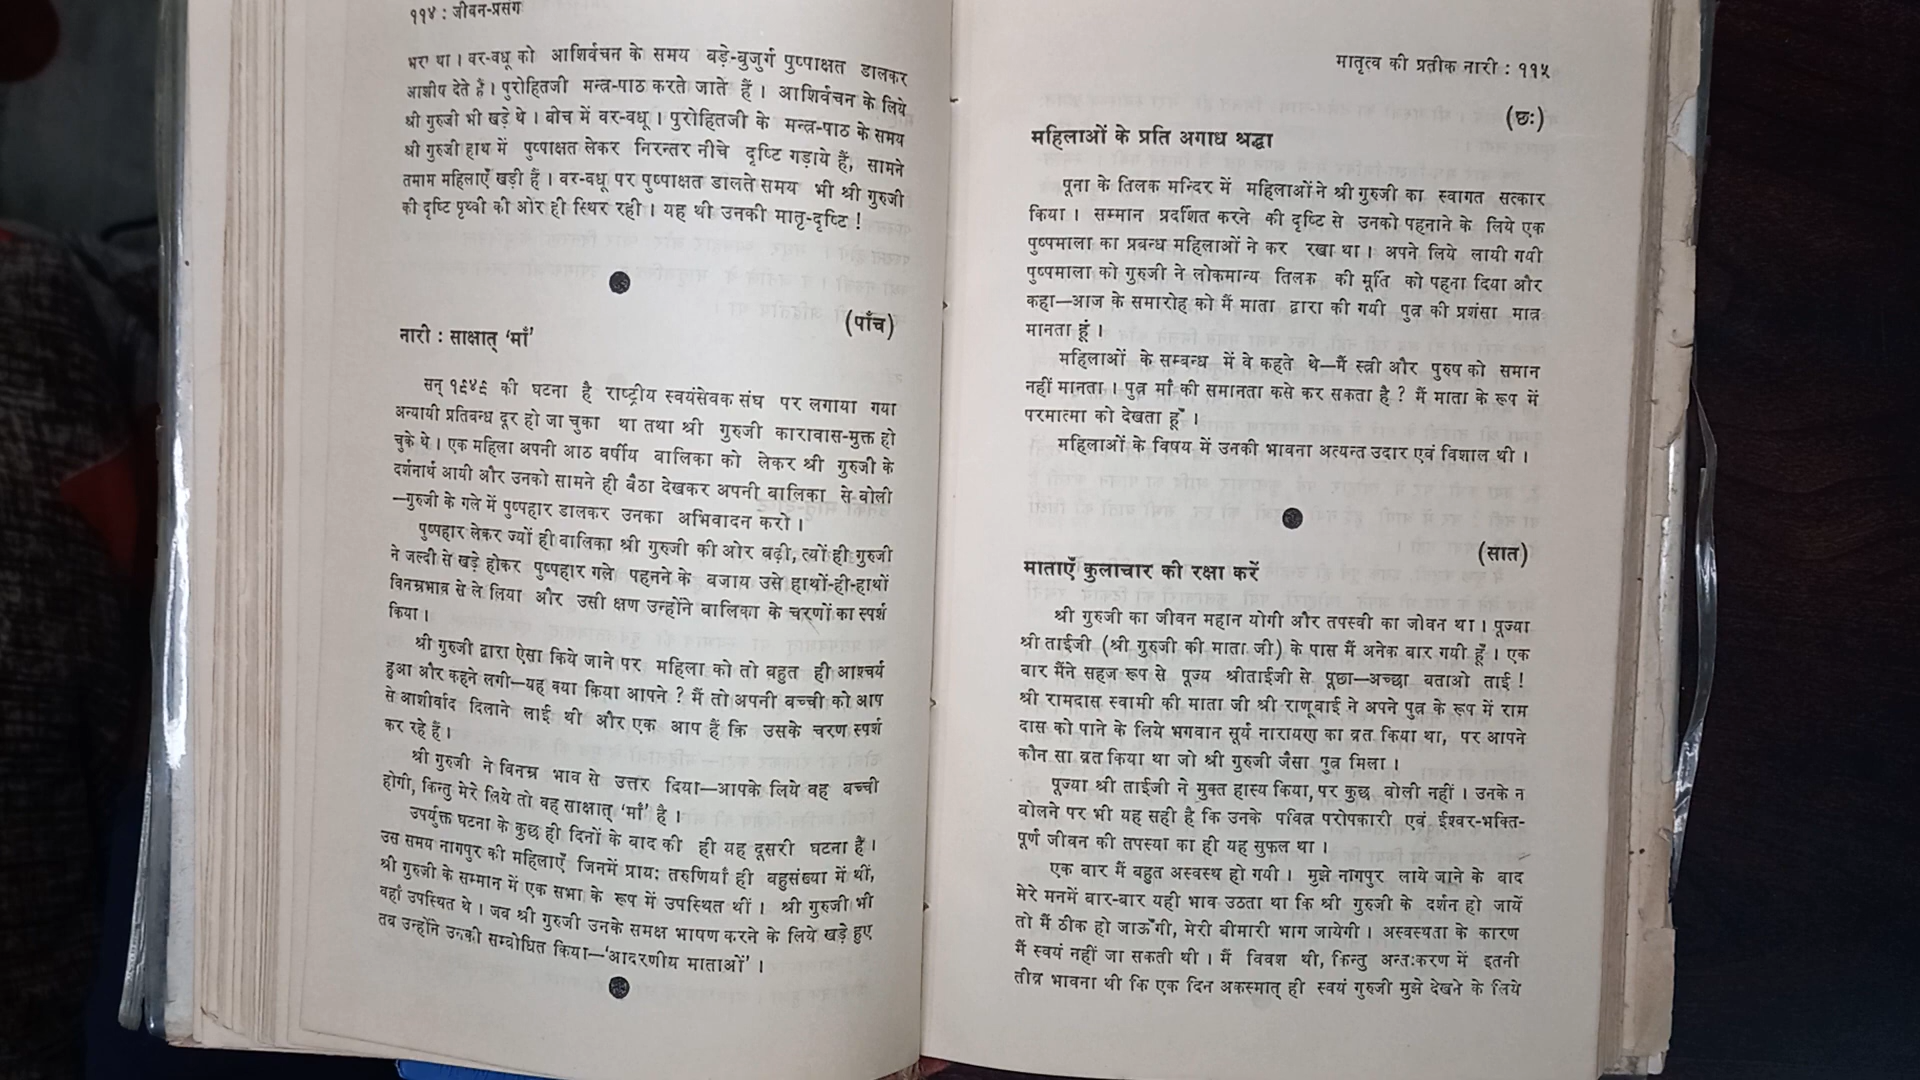 ११४ : जीवन-प्रसंग
भरा था । वर-वधू को आशिर्वचन के समय बड़े-बुजुर्ग पुष्पाक्षत डालकर
आशीष देते हैं । पुरोहितजी मन्त्र-पाठ करते जाते हैं । आशिर्वचन के लिये
श्री गुरुजी भी खड़े थे । बीच में वर-वधू । पुरोहितजी के मन्त्र-पाठ के समय
श्री गुरुजी हाथ में पुष्पाक्षत लेकर निरन्तर नीचे दृष्टि गड़ाये हैं, सामने
तमाम महिलाएँ खड़ी हैं । वर-वधू पर पुष्पाक्षत डालते समय भी श्री गुरुजी
की दृष्टि पृथ्वी की ओर ही स्थिर रही । यह थी उनकी मातृ-दृष्टि !
(पाँच)
नारी : साक्षात् ‘माँ’
सन् १९४९ की घटना है राष्ट्रीय स्वयंसेवक संघ पर लगाया गया
अन्यायी प्रतिबन्ध दूर हो जा चुका था तथा श्री गुरुजी कारावास-मुक्त हो
चुके थे । एक महिला अपनी आठ वर्षीय बालिका को लेकर श्री गुरुजी के
दर्शनार्थ आयी और उनको सामने ही बैठा देखकर अपनी बालिका से बोली
—गुरुजी के गले में पुष्पहार डालकर उनका अभिवादन करो ।
पुष्पहार लेकर ज्यों ही बालिका श्री गुरुजी की ओर बढ़ी, त्यों ही गुरुजी
ने जल्दी से खड़े होकर पुष्पहार गले पहनने के बजाय उसे हाथों-ही-हाथों
विनम्रभाव से ले लिया और उसी क्षण उन्होंने बालिका के चरणों का स्पर्श
किया ।
श्री गुरुजी द्वारा ऐसा किये जाने पर महिला को तो बहुत ही आश्चर्य
हुआ और कहने लगी—यह क्या किया आपने ? मैं तो अपनी बच्ची को आप
से आशीर्वाद दिलाने लाई थी और एक आप हैं कि उसके चरण स्पर्श
कर रहे हैं ।
श्री गुरुजी ने विनम्र भाव से उत्तर दिया—आपके लिये वह बच्ची
होगी, किन्तु मेरे लिये तो वह साक्षात् ‘माँ’ है ।
उपर्युक्त घटना के कुछ ही दिनों के बाद की ही यह दूसरी घटना है ।
उस समय नागपुर की महिलाएँ जिनमें प्राय: तरुणियाँ ही बहुसंख्या में थीं,
श्री गुरुजी के सम्मान में एक सभा के रूप में उपस्थित थीं । श्री गुरुजी भी
वहाँ उपस्थित थे । जब श्री गुरुजी उनके समक्ष भाषण करने के लिये खड़े हुए
तब उन्होंने उनकी सम्बोधित किया—‘आदरणीय माताओं’ ।
मातृत्व की प्रतीक नारी : ११५
(छ:)
महिलाओं के प्रति अगाध श्रद्धा
पूना के तिलक मन्दिर में महिलाओं ने श्री गुरुजी का स्वागत सत्कार
किया । सम्मान प्रदर्शित करने की दृष्टि से उनको पहनाने के लिये एक
पुष्पमाला का प्रबन्ध महिलाओं ने कर रखा था । अपने लिये लायी गयी
पुष्पमाला को गुरुजी ने लोकमान्य तिलक की मूर्ति को पहना दिया और
कहा—आज के समारोह को मैं माता द्वारा की गयी पुत्र की प्रशंसा मात्र
मानता हूं ।
महिलाओं के सम्बन्ध में वे कहते थे—मैं स्त्री और पुरुष को समान
नहीं मानता । पुत्र माँ की समानता कसे कर सकता है ? मैं माता के रूप में
परमात्मा को देखता हूँ ।
महिलाओं के विषय में उनकी भावना अत्यन्त उदार एवं विशाल थी ।
(सात)
माताएँ कुलाचार की रक्षा करें
श्री गुरुजी का जीवन महान योगी और तपस्वी का जोवन था । पूज्या
श्री ताईजी (श्री गुरुजी की माता जी) के पास मैं अनेक बार गयी हूँ । एक
बार मैंने सहज रूप से पूज्य श्रीताईजी से पूछा—अच्छा बताओ ताई !
श्री रामदास स्वामी की माता जी श्री राणूबाई ने अपने पुत्र के रूप में राम
दास को पाने के लिये भगवान सूर्य नारायण का व्रत किया था, पर आपने
कौन सा व्रत किया था जो श्री गुरुजी जैसा पुत्र मिला ।
पूज्या श्री ताईजी ने मुक्त हास्य किया, पर कुछ बोली नहीं । उनके न
बोलने पर भी यह सही है कि उनके पवित्र परोपकारी एवं ईश्वर-भक्ति-
पूर्ण जीवन की तपस्या का ही यह सुफल था ।
एक बार मैं बहुत अस्वस्थ हो गयी । मुझे नागपुर लाये जाने के बाद
मेरे मनमें बार-बार यही भाव उठता था कि श्री गुरुजी के दर्शन हो जायें
तो मैं ठीक हो जाऊँगी, मेरी बीमारी भाग जायेगी । अस्वस्थता के कारण
मैं स्वयं नहीं जा सकती थी । मैं विवश थी, किन्तु अन्त:करण में इतनी
तीव्र भावना थी कि एक दिन अकस्मात् ही स्वयं गुरुजी मुझे देखने के लिये